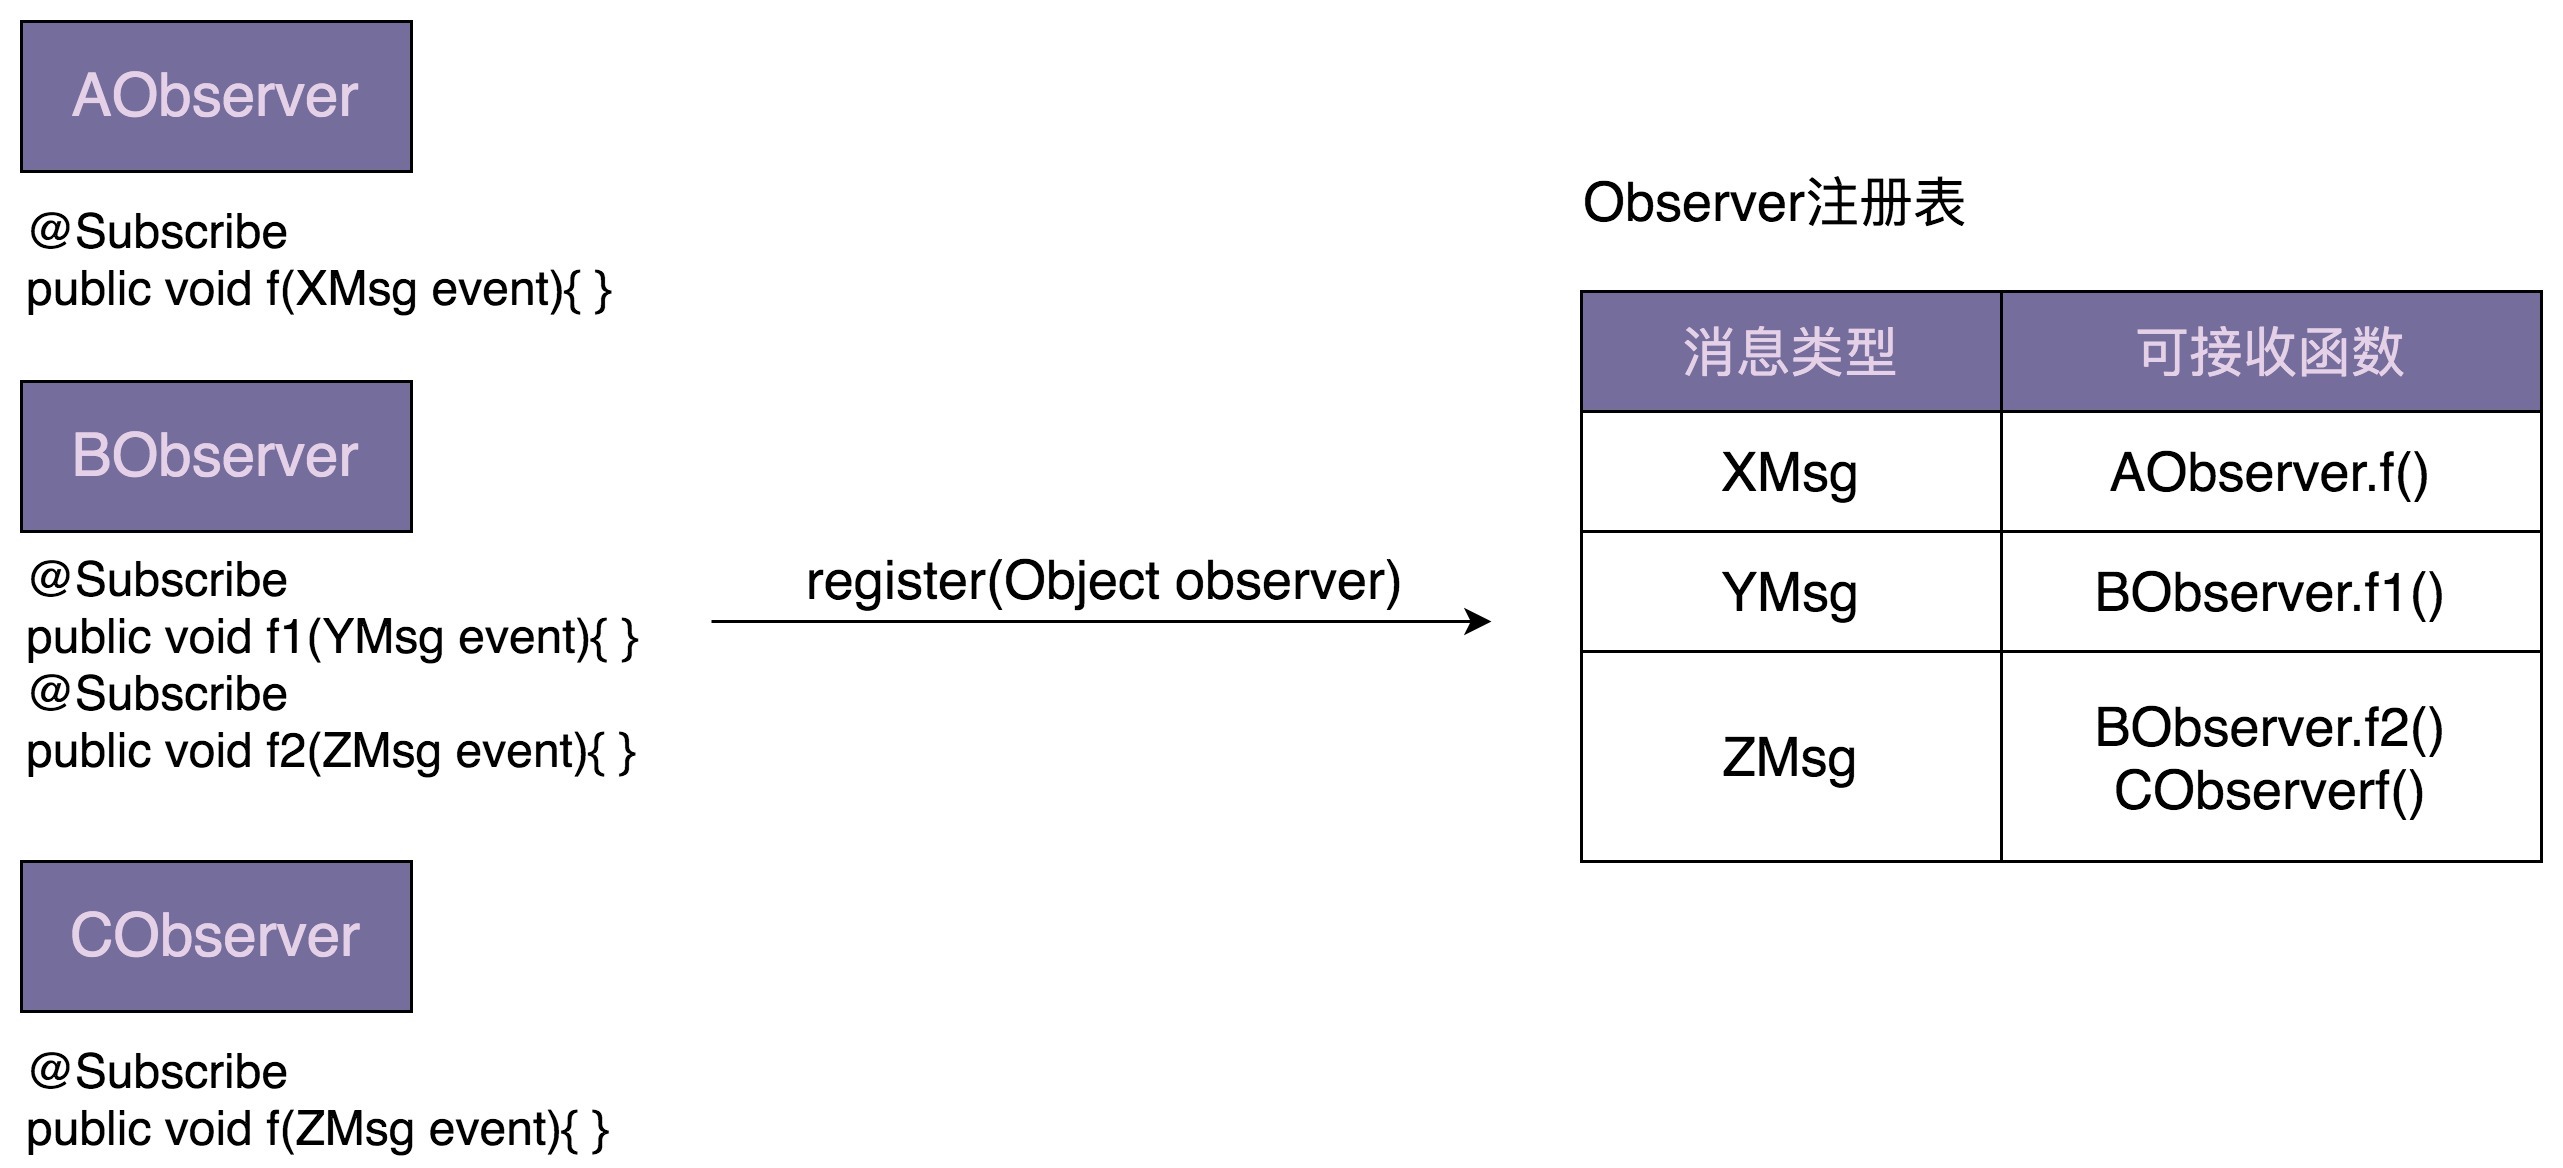 AObserver
@Subscribe
public void f(XMsg event){ }
BObserver
@Subscribe
public void f1(YMsg event){ }
@Subscribe
public void f2(ZMsg event){ }
CObserver
@Subscribe
public void f(ZMsg event){ }
register(Object observer)
Observer注册表
消息类型 可接收函数
XMsg AObserver.f()
YMsg BObserver.f1()
ZMsg BObserver.f2()
CObserverf()